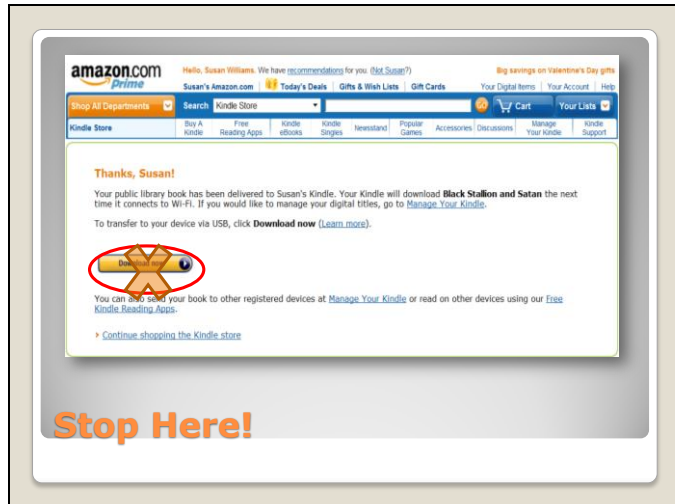 amazon.com
Prime
Hello, Susan Williams. We have recommendations for you. (Not Susan?)
Big savings on Valentine's Day gifts
Susan's Amazon.com Today's Deals Gifts & Wish Lists Gift Cards
Your Digital Items Your Account Help
Shop All Departments Search Kindle Store GO Cart Your Lists
Kindle Store
Buy A Kindle
Free Reading Apps
Kindle eBooks
Kindle Singles
Newsstand
Popular Games
Accessories
Discussions
Manage Your Kindle
Kindle Support
Thanks, Susan!
Your public library book has been delivered to Susan's Kindle. Your Kindle will download Black Stallion and Satan the next
time it connects to Wi-Fi. If you would like to manage your digital titles, go to Manage Your Kindle.
To transfer to your device via USB, click Download now (Learn more).
Download now
You can also send your book to other registered devices at Manage Your Kindle or read on other devices using our Free
Kindle Reading Apps.
Continue shopping the Kindle store
Stop Here!